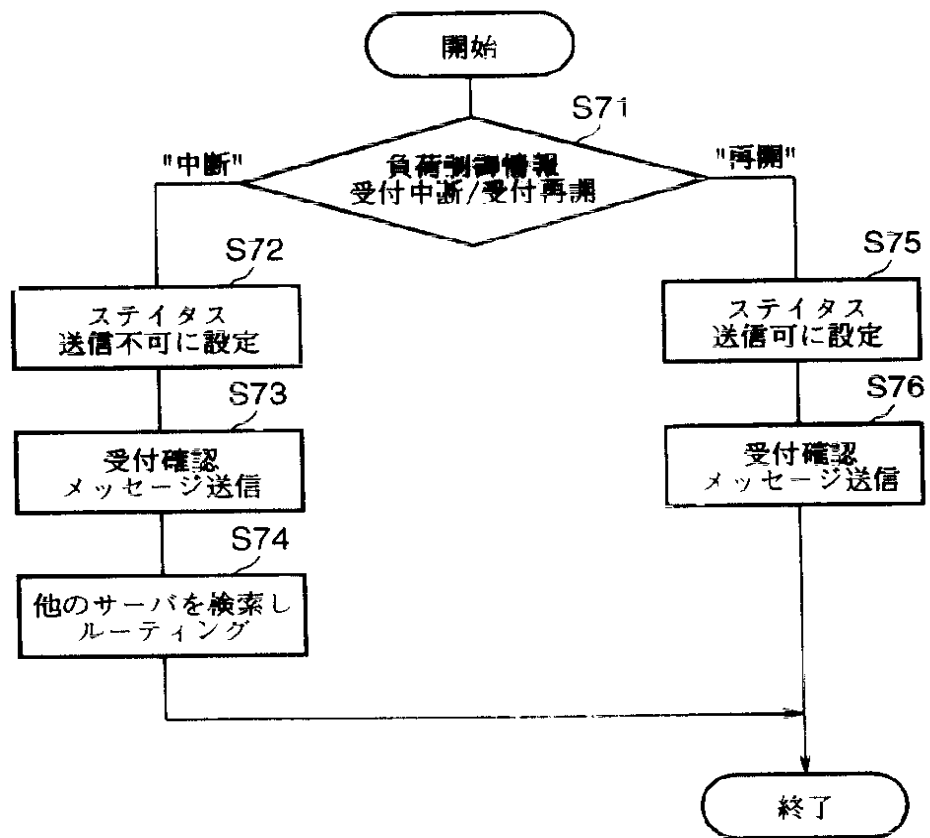 開始
S71
"中断"
"再開"
負荷制御情報
受付中断/受付再開
S72
ステイタス
送信不可に設定
S73
受付確認
メッセージ送信
S74
他のサーバを検索し
ルーティング
S75
ステイタス
送信可に設定
S76
受付確認
メッセージ送信
終了